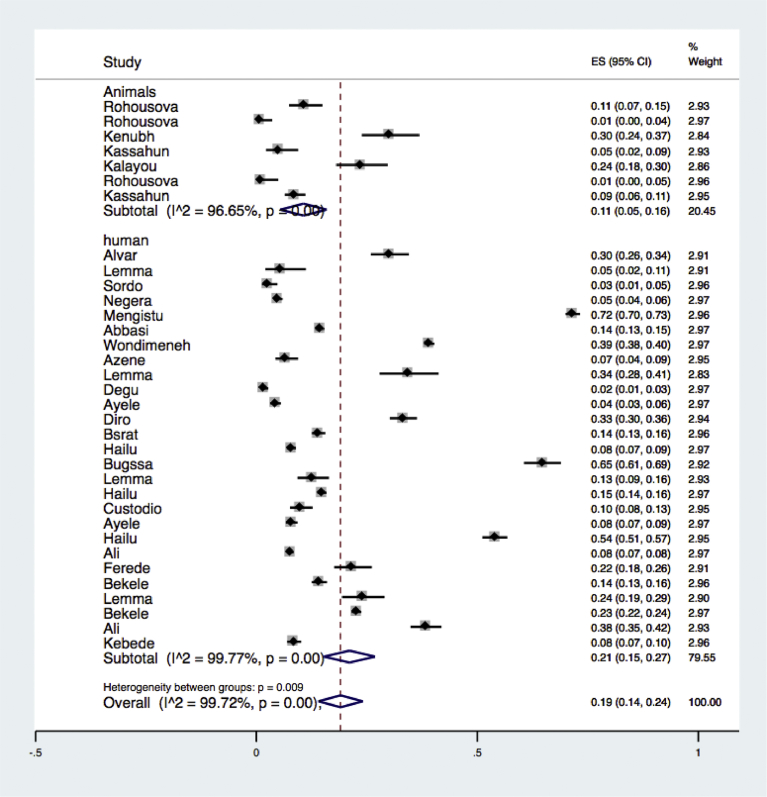 %
Study ES (95% CI) Weight
Animals
Rohousova 0.11 (0.07, 0.15) 2.93
Rohousova 0.01 (0.00, 0.04) 2.97
Kenubh 0.30 (0.24, 0.37) 2.84
Kassahun 0.05 (0.02, 0.09) 2.93
Kalayou 0.24 (0.18, 0.30) 2.86
Rohousova 0.01 (0.00, 0.05) 2.96
Kassahun 0.09 (0.06, 0.11) 2.95
Subtotal (I^2 = 96.65%, p = 0.00) 0.11 (0.05, 0.16) 20.45
human
Alvar 0.30 (0.26, 0.34) 2.91
Lemma 0.05 (0.02, 0.11) 2.91
Sordo 0.03 (0.01, 0.05) 2.96
Negera 0.05 (0.04, 0.06) 2.97
Mengistu 0.72 (0.70, 0.73) 2.96
Abbasi 0.14 (0.13, 0.15) 2.97
Wondimeneh 0.39 (0.38, 0.40) 2.97
Azene 0.07 (0.04, 0.09) 2.95
Lemma 0.34 (0.28, 0.41) 2.83
Degu 0.02 (0.01, 0.03) 2.97
Ayele 0.04 (0.03, 0.06) 2.97
Diro 0.33 (0.30, 0.36) 2.94
Bsrat 0.14 (0.13, 0.16) 2.96
Hailu 0.08 (0.07, 0.09) 2.97
Bugssa 0.65 (0.61, 0.69) 2.92
Lemma 0.13 (0.09, 0.16) 2.93
Hailu 0.15 (0.14, 0.16) 2.97
Custodio 0.10 (0.08, 0.13) 2.95
Ayele 0.08 (0.07, 0.09) 2.97
Hailu 0.54 (0.51, 0.57) 2.95
Ali 0.08 (0.07, 0.08) 2.97
Ferede 0.22 (0.18, 0.26) 2.91
Bekele 0.14 (0.13, 0.16) 2.96
Lemma 0.24 (0.19, 0.29) 2.90
Bekele 0.23 (0.22, 0.24) 2.97
Ali 0.38 (0.35, 0.42) 2.93
Kebede 0.08 (0.07, 0.10) 2.96
Subtotal (I^2 = 99.77%, p = 0.00) 0.21 (0.15, 0.27) 79.55
Heterogeneity between groups: p = 0.009
Overall (I^2 = 99.72%, p = 0.00); 0.19 (0.14, 0.24) 100.00
-.5 0 .5 1